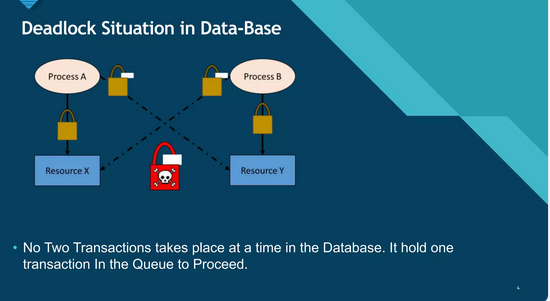 Deadlock Situation in Data-Base
Process A
Process B
Resource X
Resource Y
• No Two Transactions takes place at a time in the Database. It hold one
transaction In the Queue to Proceed.